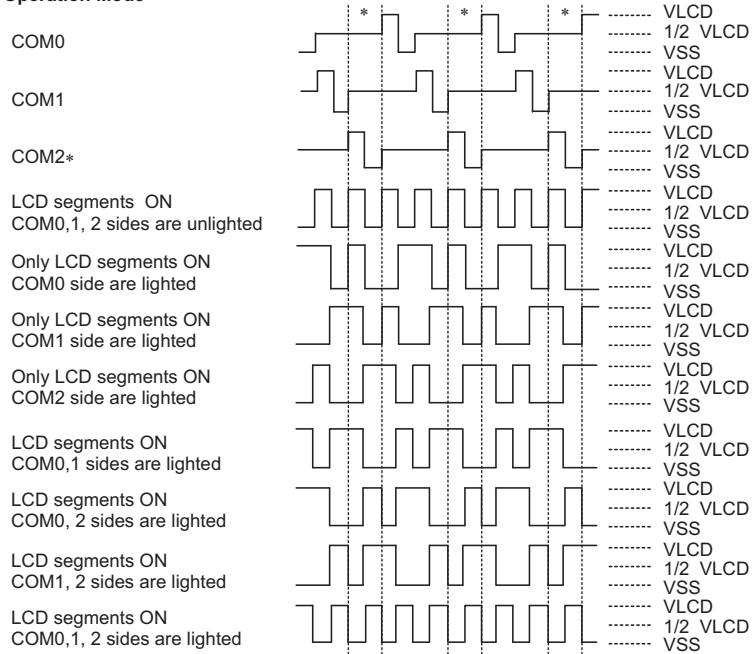 Operation Mode
* * *
COM0
VLCD
1/2 VLCD
VSS
COM1
VLCD
1/2 VLCD
VSS
COM2*
VLCD
1/2 VLCD
VSS
LCD segments ON
COM0,1, 2 sides are unlighted
VLCD
1/2 VLCD
VSS
Only LCD segments ON
COM0 side are lighted
VLCD
1/2 VLCD
VSS
Only LCD segments ON
COM1 side are lighted
VLCD
1/2 VLCD
VSS
Only LCD segments ON
COM2 side are lighted
VLCD
1/2 VLCD
VSS
LCD segments ON
COM0,1 sides are lighted
VLCD
1/2 VLCD
VSS
LCD segments ON
COM0, 2 sides are lighted
VLCD
1/2 VLCD
VSS
LCD segments ON
COM1, 2 sides are lighted
VLCD
1/2 VLCD
VSS
LCD segments ON
COM0,1, 2 sides are lighted
VLCD
1/2 VLCD
VSS